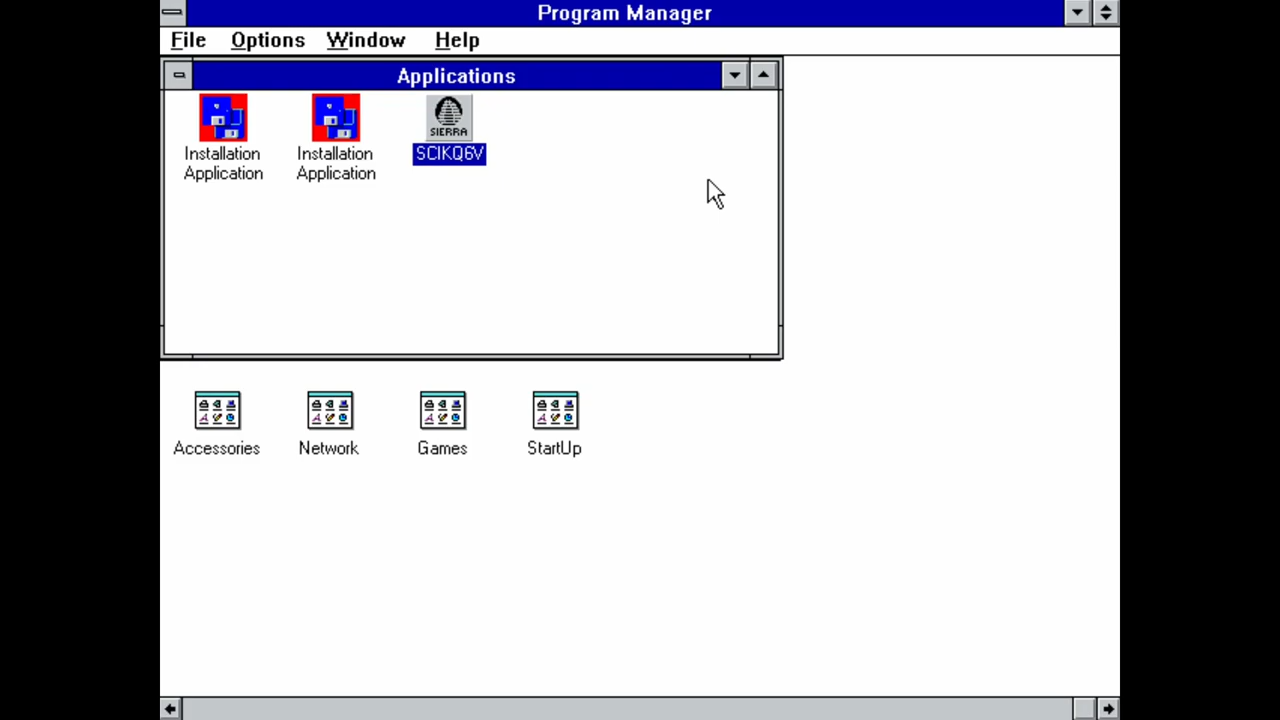 Program Manager
File Options Window Help
Applications
Installation Application
Installation Application
SIERRA
SCIKQ6V
Accessories Network Games StartUp